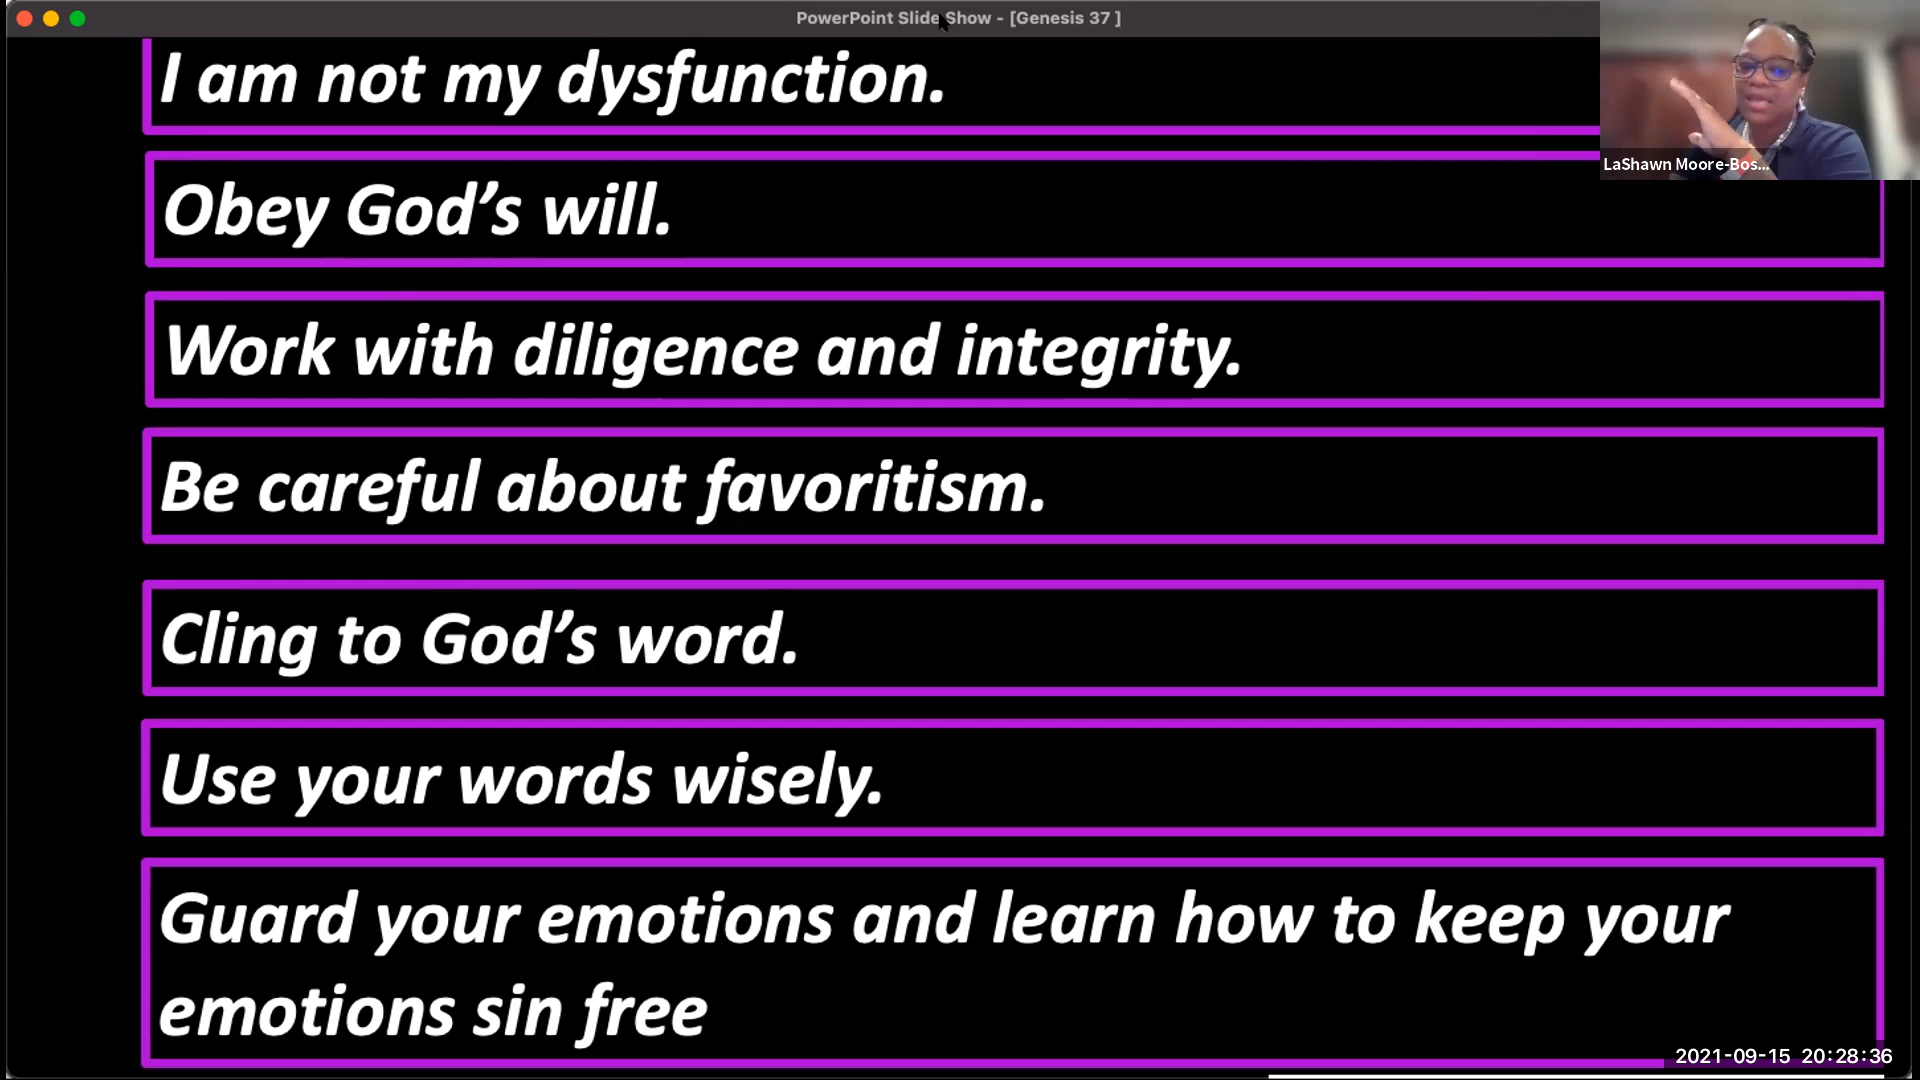 PowerPoint Slide Show - [Genesis 37 ]
I am not my dysfunction.
LaShawn Moore-Bos...
Obey God’s will.
Work with diligence and integrity.
Be careful about favoritism.
Cling to God’s word.
Use your words wisely.
Guard your emotions and learn how to keep your
emotions sin free
2021-09-15 20:28:36